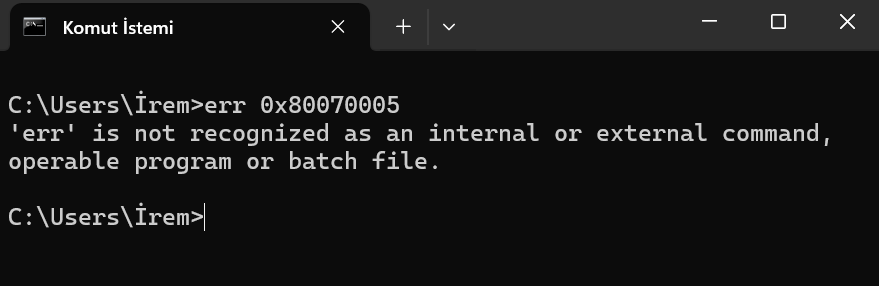 Komut İstemi
C:\Users\İrem>err 0x80070005
'err' is not recognized as an internal or external command,
operable program or batch file.
C:\Users\İrem>